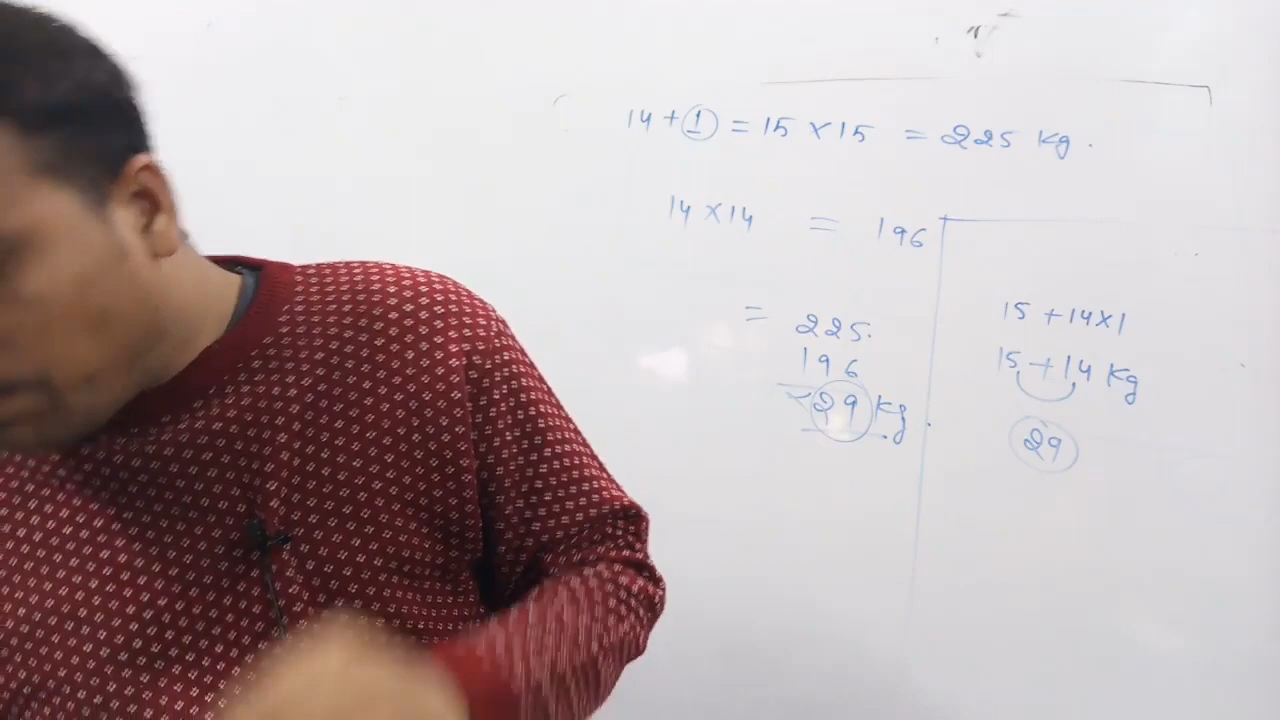 14 + 1 = 15 × 15 = 225 Kg.
14 × 14 = 196
= 225.
196
29 Kg.
15 + 14 × 1
15 + 14 Kg
29